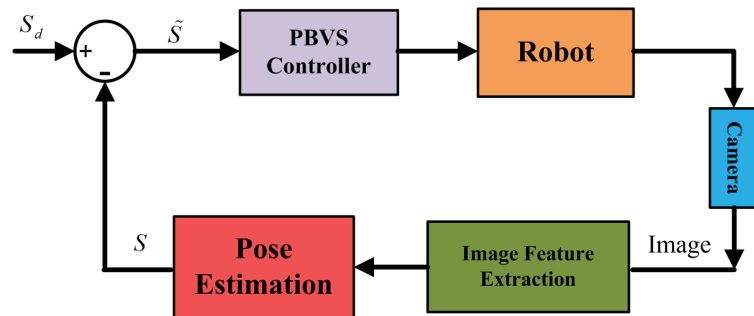 S_d
+
-
S̃
PBVS
Controller
Robot
Camera
Image
Image Feature
Extraction
Pose
Estimation
S